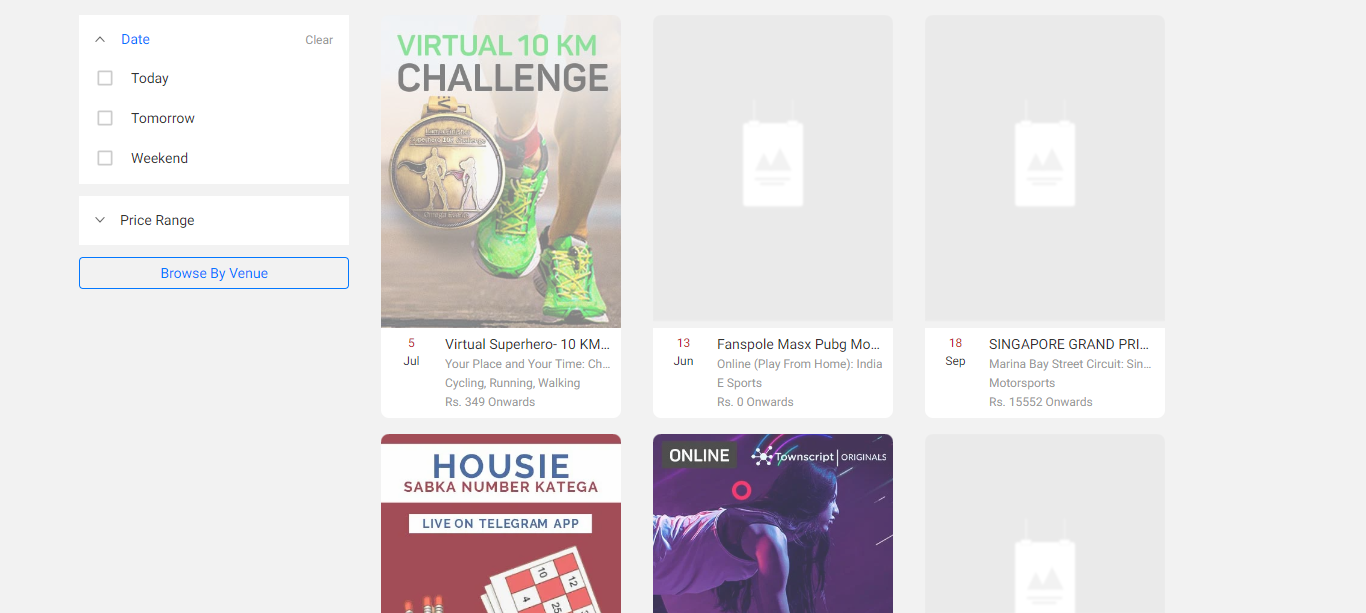 Date
Clear
Today
Tomorrow
Weekend
Price Range
Browse By Venue
VIRTUAL 10 KM
CHALLENGE
5
Jul
Virtual Superhero- 10 KM...
Your Place and Your Time: Ch...
Cycling, Running, Walking
Rs. 349 Onwards
13
Jun
Fanspole Masx Pubg Mo...
Online (Play From Home): India
E Sports
Rs. 0 Onwards
18
Sep
SINGAPORE GRAND PRI...
Marina Bay Street Circuit: Sin...
Motorsports
Rs. 15552 Onwards
HOUSIE
SABKA NUMBER KATEGA
LIVE ON TELEGRAM APP
10
12
4
25
ONLINE
Townscript | ORIGINALS